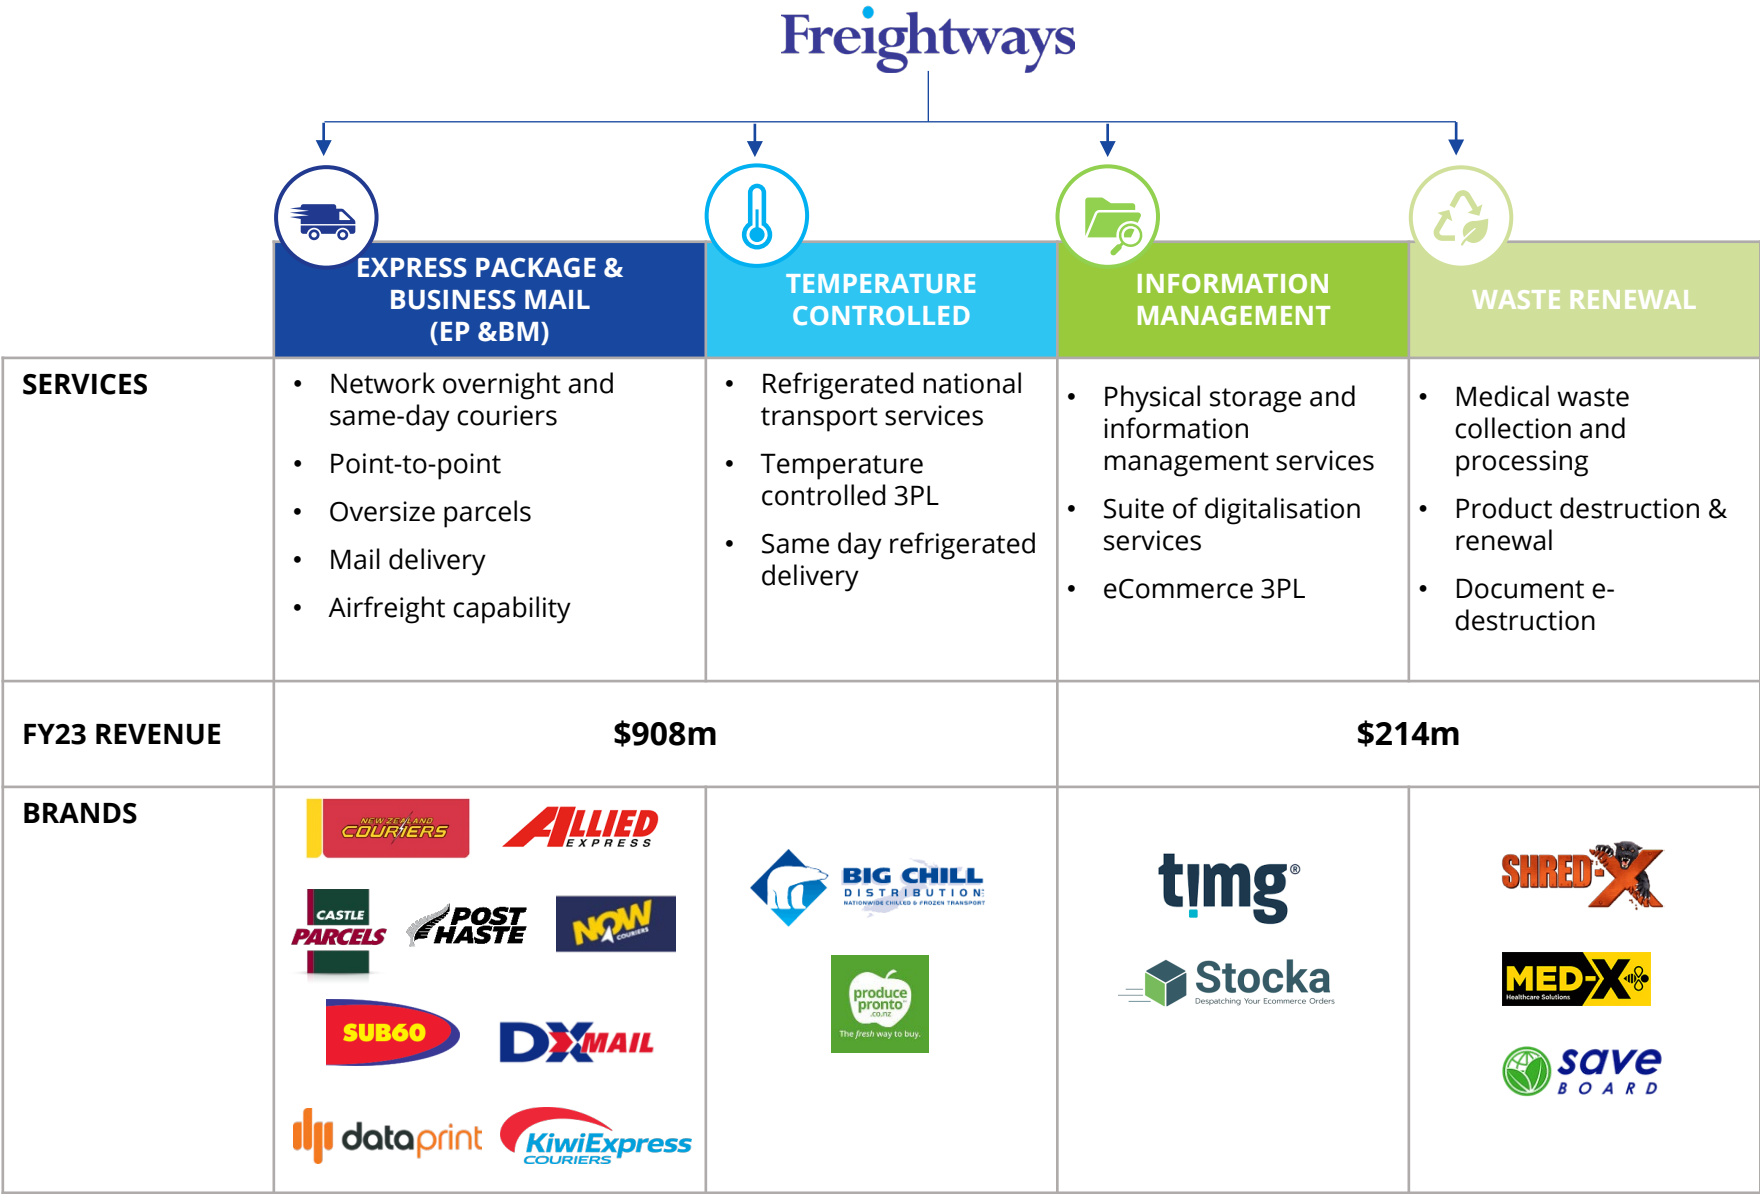 Freightways
EXPRESS PACKAGE &
BUSINESS MAIL
(EP &BM)
TEMPERATURE
CONTROLLED
INFORMATION
MANAGEMENT
WASTE RENEWAL
SERVICES
• Network overnight and
same-day couriers
• Point-to-point
• Oversize parcels
• Mail delivery
• Airfreight capability
• Refrigerated national
transport services
• Temperature
controlled 3PL
• Same day refrigerated
delivery
• Physical storage and
information
management services
• Suite of digitalisation
services
• eCommerce 3PL
• Medical waste
collection and
processing
• Product destruction &
renewal
• Document e-
destruction
FY23 REVENUE
$908m
$214m
BRANDS
NEW ZEALAND
COURIERS
ALLIED
EXPRESS
CASTLE
PARCELS
POST
HASTE
NOW
COURIERS
SUB60
DX MAIL
dataprint
KiwiExpress
COURIERS
BIG CHILL
DISTRIBUTION
NATIONWIDE CHILLED & FROZEN TRANSPORT
produce
pronto
.co.nz
The fresh way to buy.
timg®
Stocka
Despatching Your Ecommerce Orders
SHRED-X
MED-X
Healthcare Solutions
save
BOARD